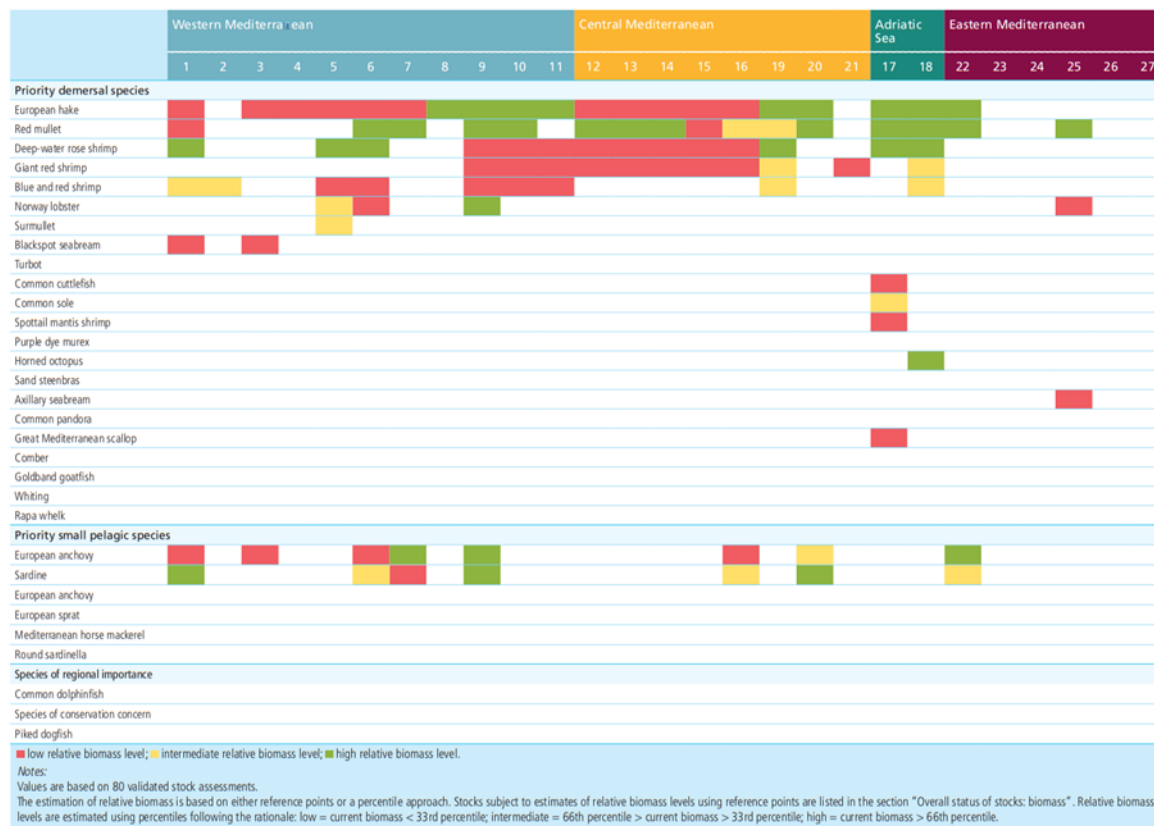 Western Mediterranean Central Mediterranean Adriatic Sea Eastern Mediterranean
1 2 3 4 5 6 7 8 9 10 11 12 13 14 15 16 19 20 21 17 18 22 23 24 25 26 27
Priority demersal species
European hake
Red mullet
Deep-water rose shrimp
Giant red shrimp
Blue and red shrimp
Norway lobster
Surmullet
Blackspot seabream
Turbot
Common cuttlefish
Common sole
Spottail mantis shrimp
Purple dye murex
Horned octopus
Sand steenbras
Axillary seabream
Common pandora
Great Mediterranean scallop
Comber
Goldband goatfish
Whiting
Rapa whelk
Priority small pelagic species
European anchovy
Sardine
European anchovy
European sprat
Mediterranean horse mackerel
Round sardinella
Species of regional importance
Common dolphinfish
Species of conservation concern
Piked dogfish
low relative biomass level; intermediate relative biomass level; high relative biomass level.
Notes:
Values are based on 80 validated stock assessments.
The estimation of relative biomass is based on either reference points or a percentile approach. Stocks subject to estimates of relative biomass levels using reference points are listed in the section "Overall status of stocks: biomass". Relative biomass
levels are estimated using percentiles following the rationale: low = current biomass < 33rd percentile; intermediate = 66th percentile > current biomass > 33rd percentile; high = current biomass > 66th percentile.